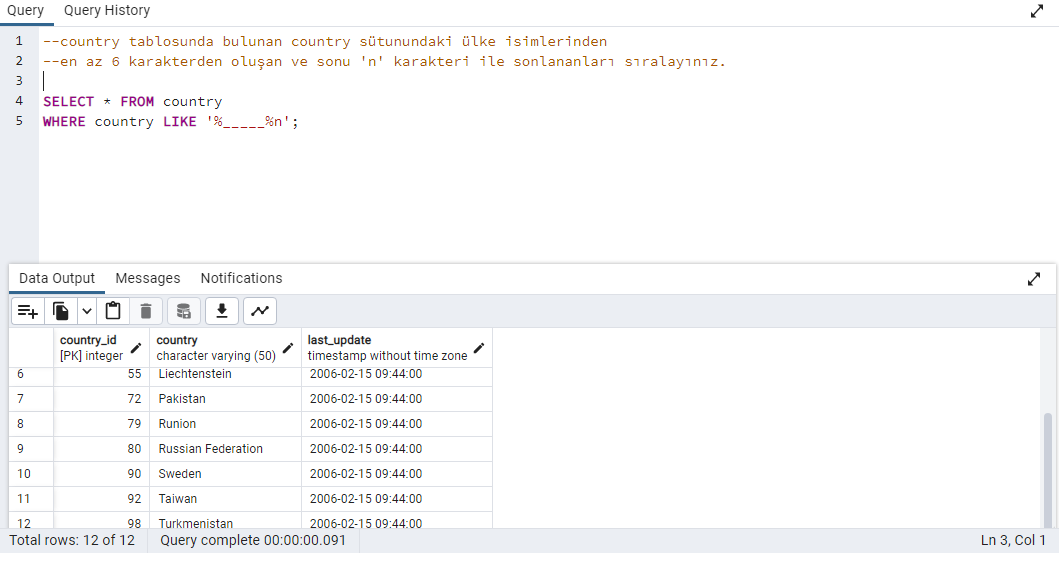 Query Query History
1 --country tablosunda bulunan country sütunundaki ülke isimlerinden
2 --en az 6 karakterden oluşan ve sonu 'n' karakteri ile sonlananları sıralayınız.
3
4 SELECT * FROM country
5 WHERE country LIKE '%_____%n';
Data Output Messages Notifications
country_id country last_update
[PK] integer character varying (50) timestamp without time zone
6 55 Liechtenstein 2006-02-15 09:44:00
7 72 Pakistan 2006-02-15 09:44:00
8 79 Runion 2006-02-15 09:44:00
9 80 Russian Federation 2006-02-15 09:44:00
10 90 Sweden 2006-02-15 09:44:00
11 92 Taiwan 2006-02-15 09:44:00
12 98 Turkmenistan 2006-02-15 09:44:00
Total rows: 12 of 12 Query complete 00:00:00.091 Ln 3, Col 1